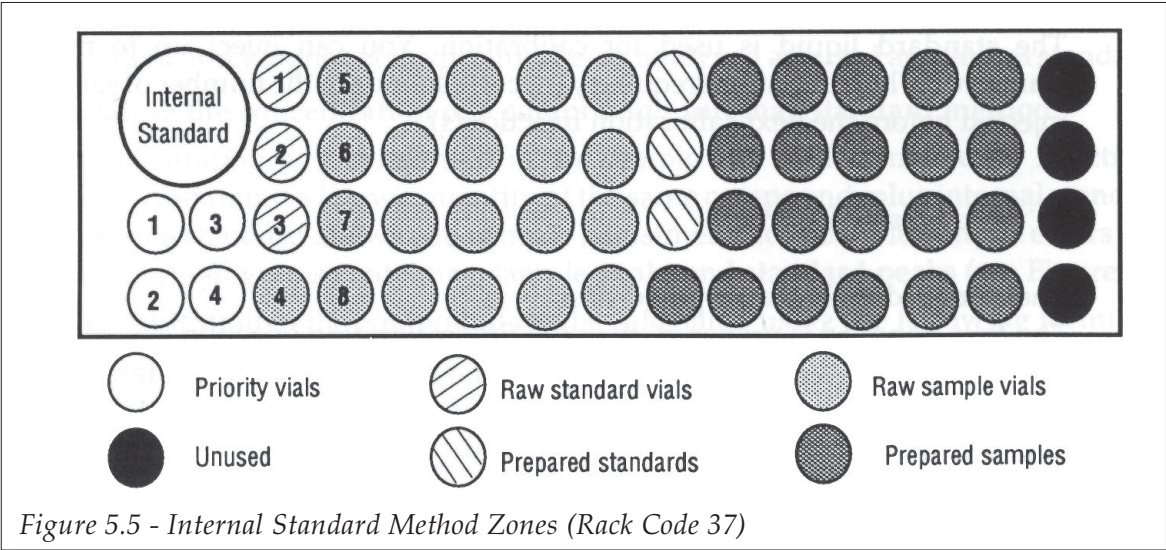 Internal
Standard
1 5
2 6
1 3 3 7
2 4 4 8
Priority vials
Raw standard vials
Raw sample vials
Unused
Prepared standards
Prepared samples
Figure 5.5 - Internal Standard Method Zones (Rack Code 37)